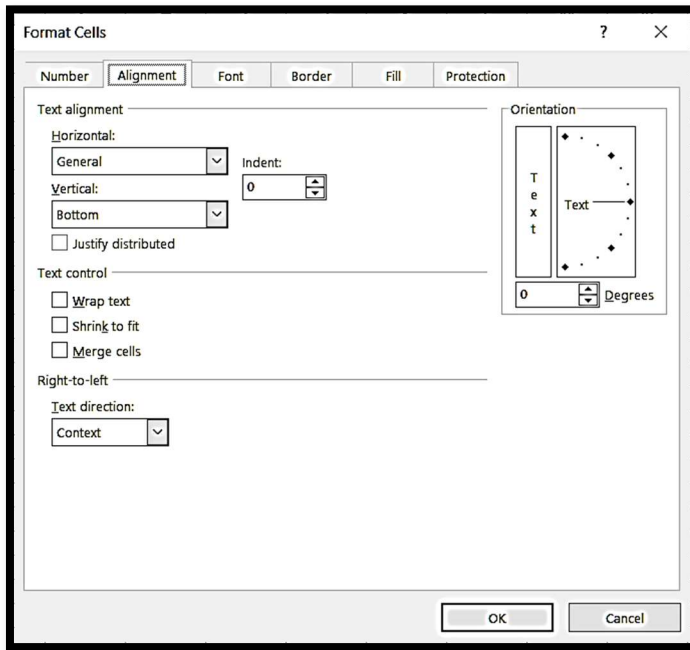 Format Cells ? ×
Number Alignment Font Border Fill Protection
Text alignment
Horizontal:
General
Indent:
0
Vertical:
Bottom
Justify distributed
Text control
Wrap text
Shrink to fit
Merge cells
Right-to-left
Text direction:
Context
Orientation
Text
Text
0 Degrees
OK Cancel